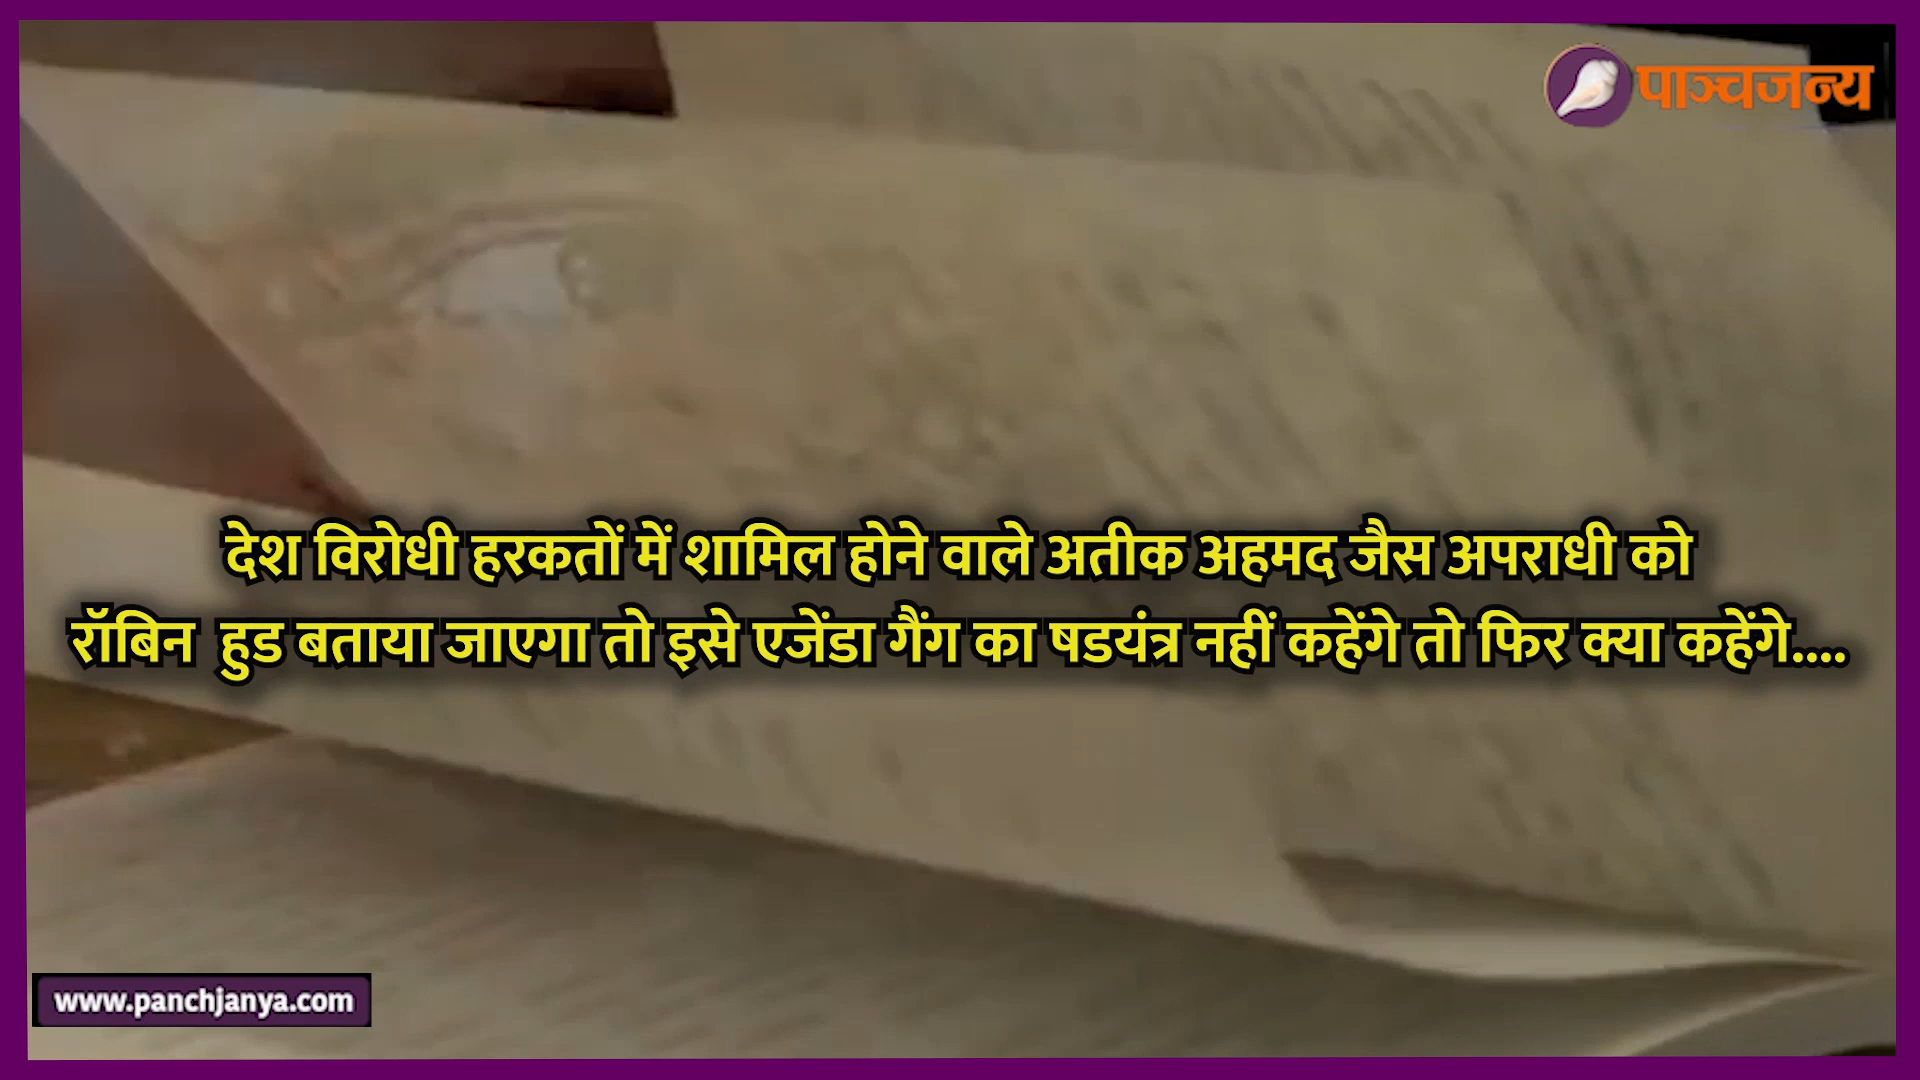 पाञ्चजन्य
देश विरोधी हरकतों में शामिल होने वाले अतीक अहमद जैस अपराधी को
रॉबिन हुड बताया जाएगा तो इसे एजेंडा गैंग का षडयंत्र नहीं कहेंगे तो फिर क्या कहेंगे....
www.panchjanya.com